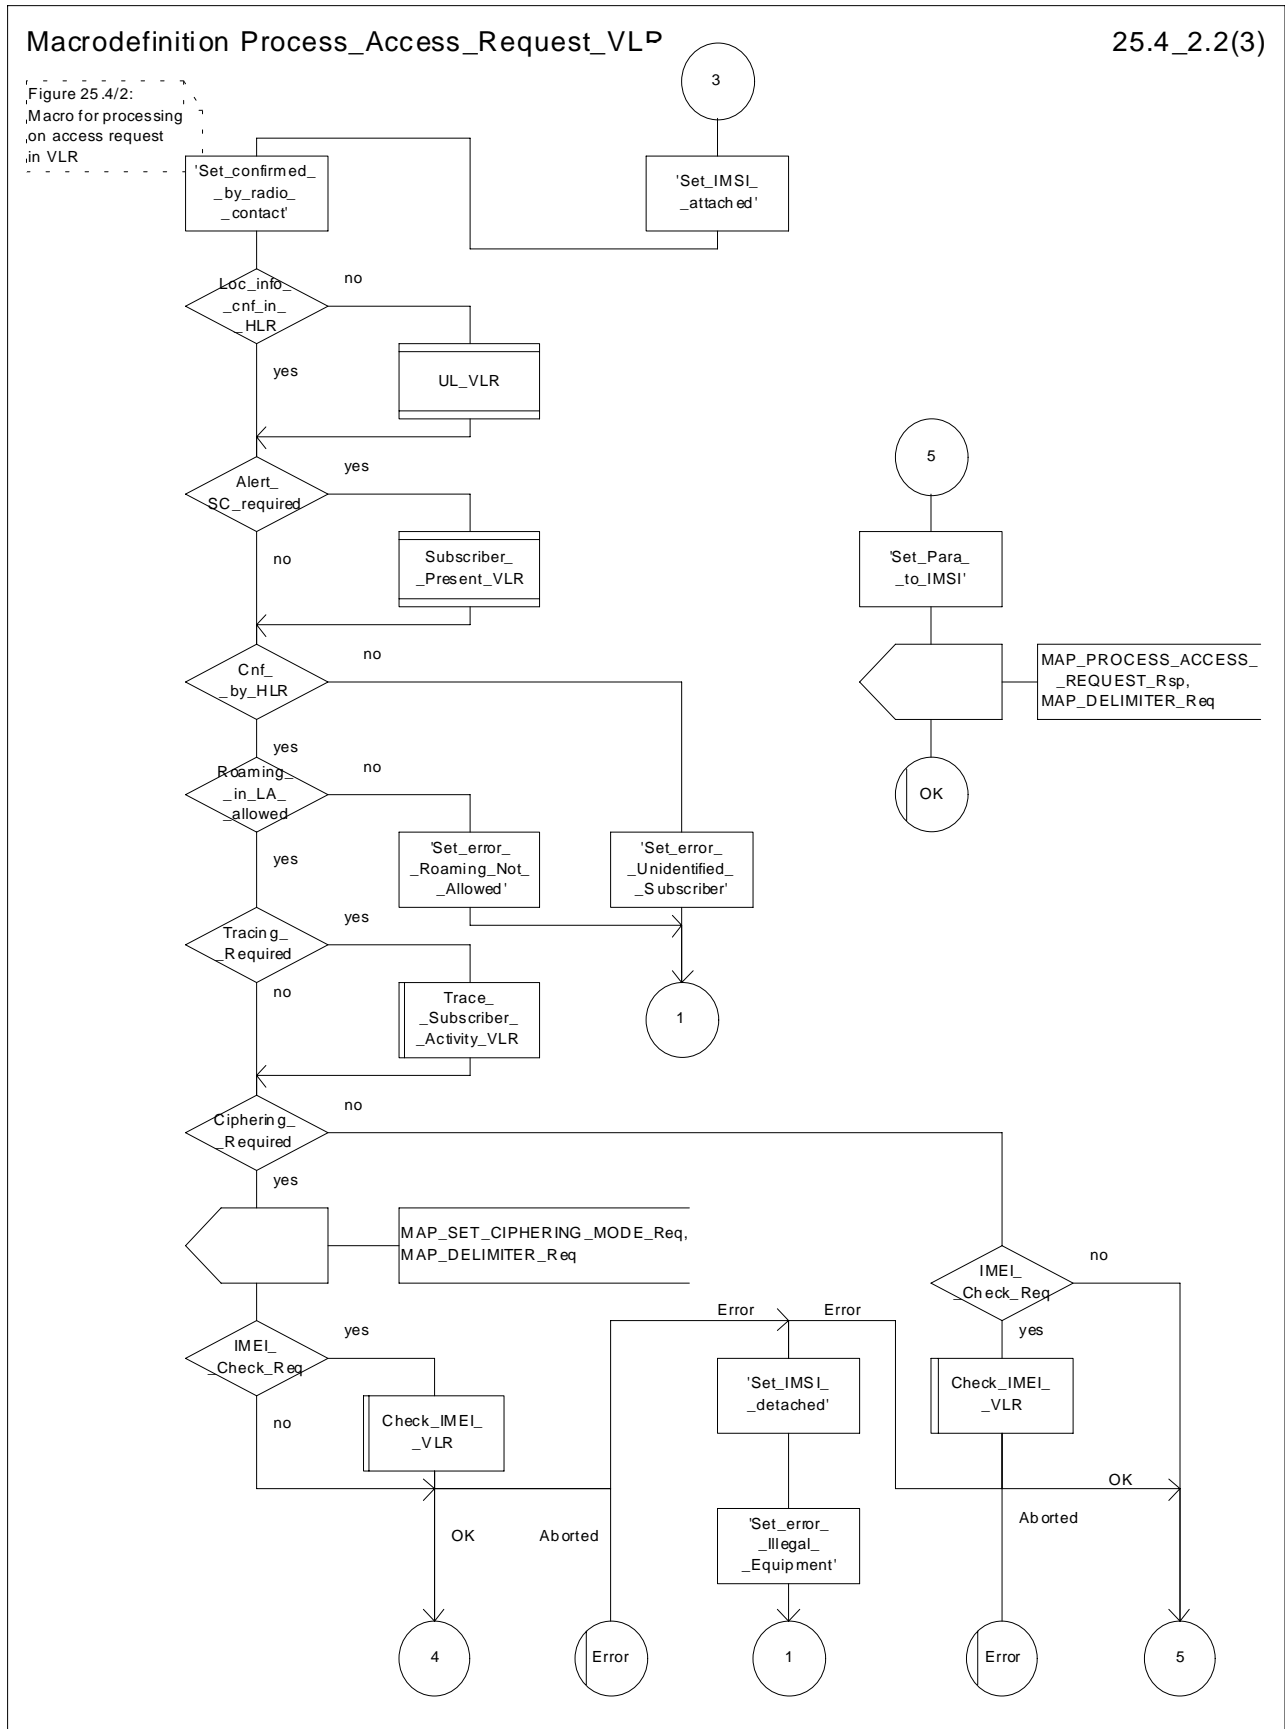 Macrodefinition Process_Access_Request_VLR
25.4_2.2(3)
Figure 25.4/2:
Macro for processing
on access request
in VLR
3
'Set_confirmed_
_by_radio_
_contact'
'Set_IMSI_
_attached'
Loc_info_
_cnf_in_
_HLR
no
yes
UL_VLR
Alert_
SC_required
yes
no
Subscriber_
_Present_VLR
5
'Set_Para_
_to_IMSI'
MAP_PROCESS_ACCESS_
_REQUEST_Rsp,
MAP_DELIMITER_Req
OK
Cnf_
_by_HLR
no
yes
Roaming_
_in_LA_
_allowed
no
yes
'Set_error_
_Roaming_Not_
_Allowed'
'Set_error_
_Unidentified_
_Subscriber'
Tracing_
_Required
yes
no
Trace_
_Subscriber_
_Activity_VLR
1
Ciphering_
_Required
no
yes
MAP_SET_CIPHERING_MODE_Req,
MAP_DELIMITER_Req
IMEI_
_Check_Req
no
yes
Error
Error
IMEI_
_Check_Req
yes
no
Check_IMEI_
_VLR
'Set_IMSI_
_detached'
Check_IMEI_
_VLR
OK
Aborted
'Set_error_
_Illegal_
_Equipment'
OK
Aborted
4
Error
1
Error
5